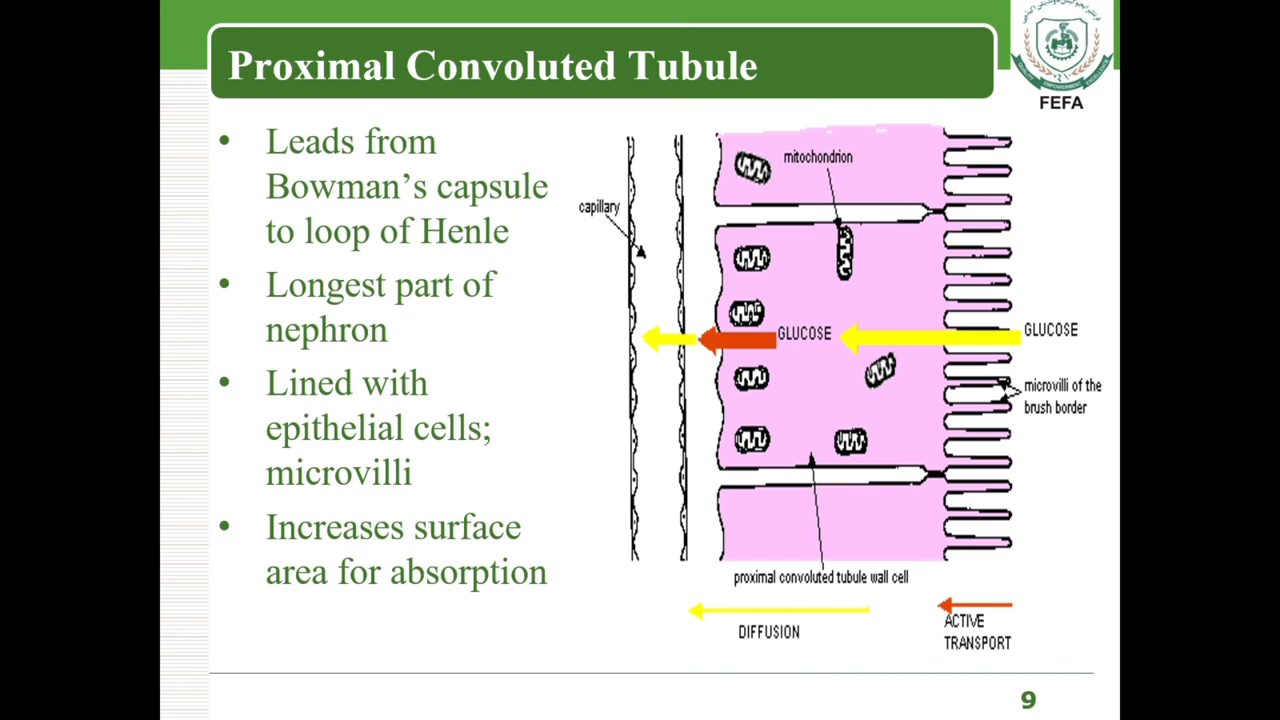 Proximal Convoluted Tubule
FEFA
• Leads from
Bowman’s capsule
to loop of Henle
• Longest part of
nephron
• Lined with
epithelial cells;
microvilli
• Increases surface
area for absorption
mitochondrion
capillary
GLUCOSE
GLUCOSE
microvilli of the
brush border
proximal convoluted tubule wall cell
DIFFUSION
ACTIVE
TRANSPORT
9